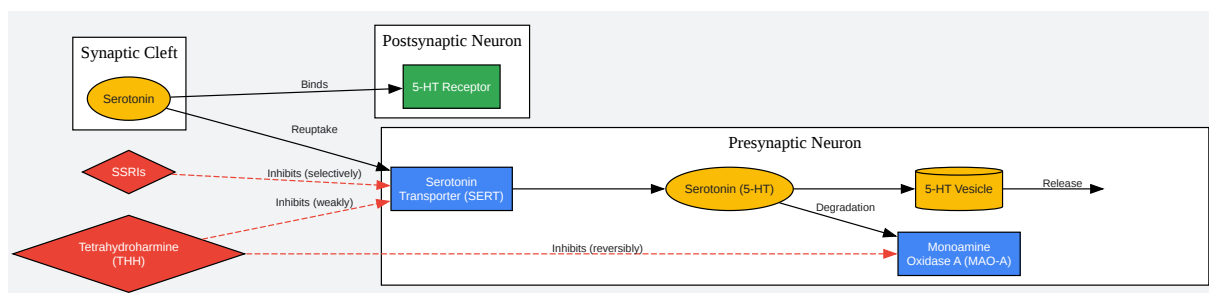 Synaptic Cleft
Serotonin
Postsynaptic Neuron
5-HT Receptor
Binds
Reuptake
Presynaptic Neuron
SSRIs
Inhibits (selectively)
Inhibits (weakly)
Serotonin
Transporter (SERT)
Serotonin (5-HT)
5-HT Vesicle
Release
Degradation
Tetrahydroharmine
(THH)
Inhibits (reversibly)
Monoamine
Oxidase A (MAO-A)